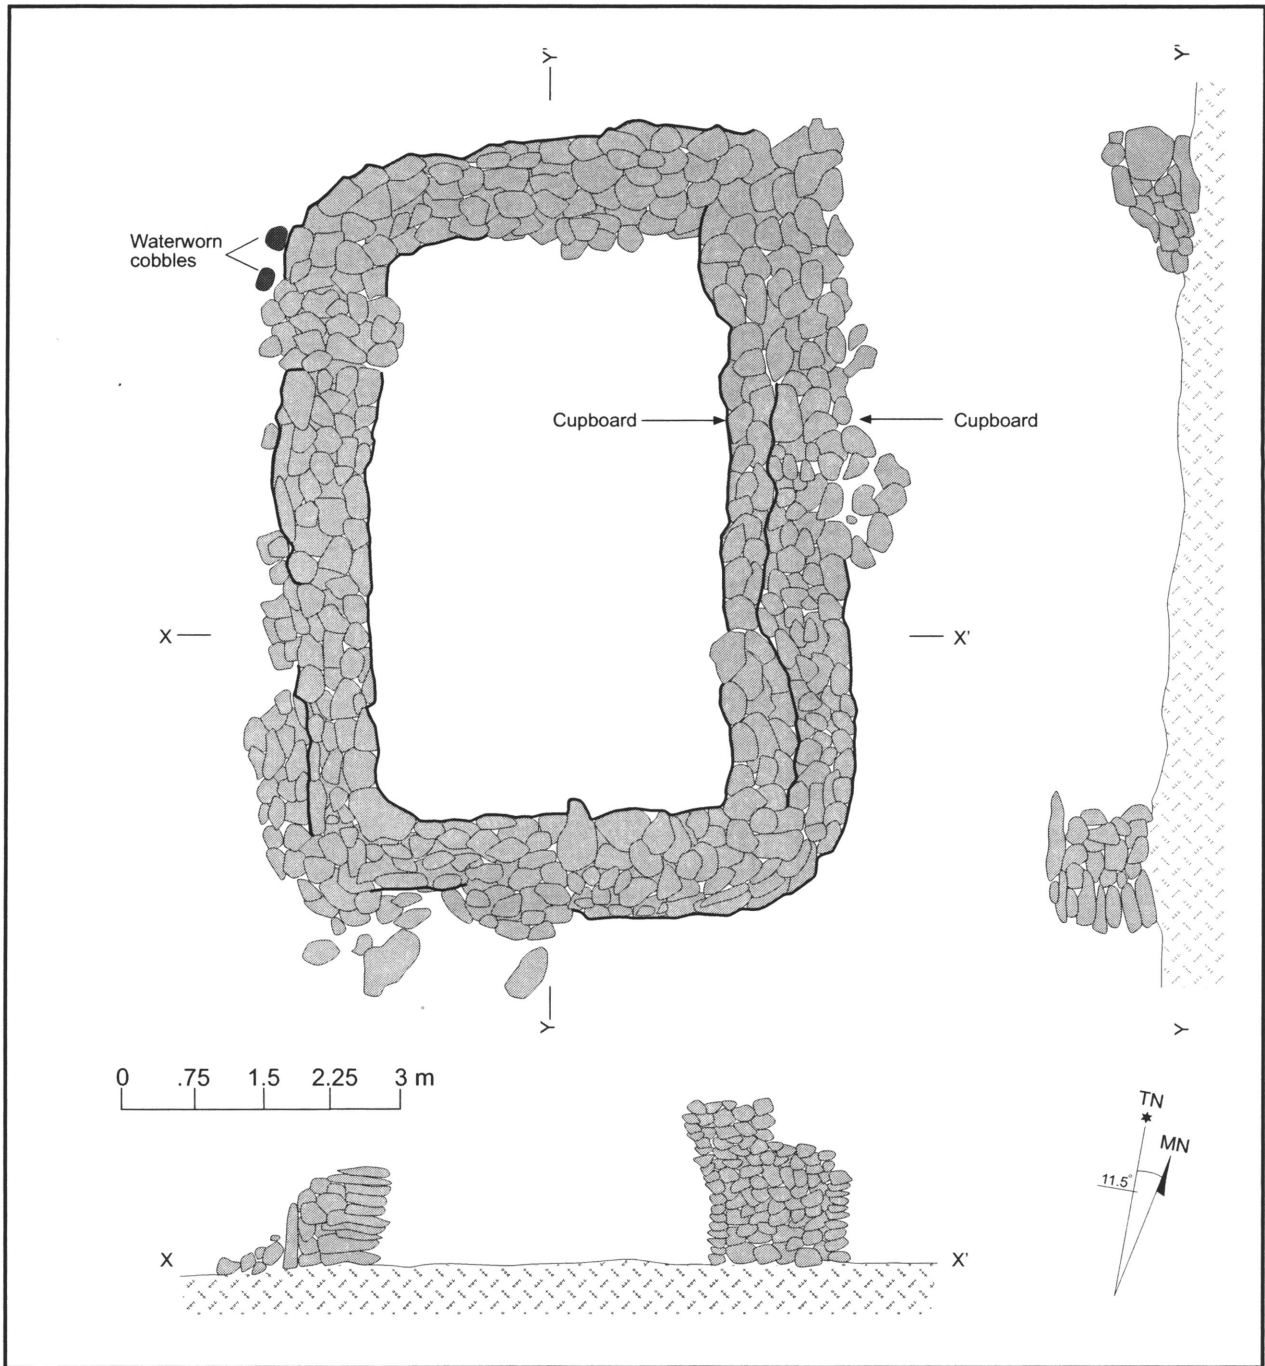 Y'
Y'
Waterworn
cobbles
Cupboard
Cupboard
X
X'
Y
Y
0 .75 1.5 2.25 3 m
TN
MN
11.5°
X
X'